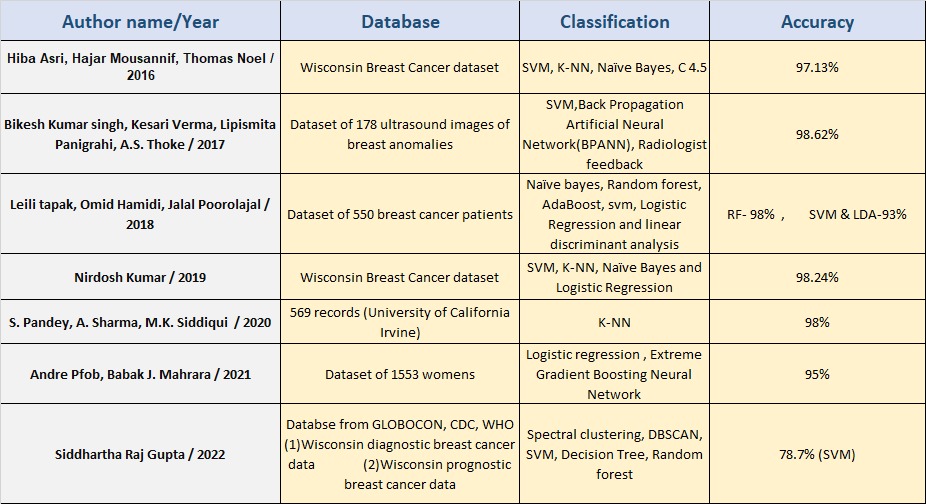 Author name/Year
Database
Classification
Accuracy
Hiba Asri, Hajar Mousannif, Thomas Noel /
2016
Wisconsin Breast Cancer dataset
SVM, K-NN, Naïve Bayes, C 4.5
97.13%
Bikesh Kumar singh, Kesari Verma, Lipismita
Panigrahi, A.S. Thoke / 2017
Dataset of 178 ultrasound images of
breast anomalies
SVM,Back Propagation
Artificial Neural
Network(BPANN), Radiologist
feedback
98.62%
Leili tapak, Omid Hamidi, Jalal Poorolajal /
2018
Dataset of 550 breast cancer patients
Naïve bayes, Random forest,
AdaBoost, svm, Logistic
Regression and linear
discriminant analysis
RF- 98% , SVM & LDA-93%
Nirdosh Kumar / 2019
Wisconsin Breast Cancer dataset
SVM, K-NN, Naïve Bayes and
Logistic Regression
98.24%
S. Pandey, A. Sharma, M.K. Siddiqui / 2020
569 records (University of California
Irvine)
K-NN
98%
Andre Pfob, Babak J. Mahrara / 2021
Dataset of 1553 womens
Logistic regression , Extreme
Gradient Boosting Neural
Network
95%
Siddhartha Raj Gupta / 2022
Databse from GLOBOCON, CDC, WHO
(1)Wisconsin diagnostic breast cancer
data (2)Wisconsin prognostic
breast cancer data
Spectral clustering, DBSCAN,
SVM, Decision Tree, Random
forest
78.7% (SVM)